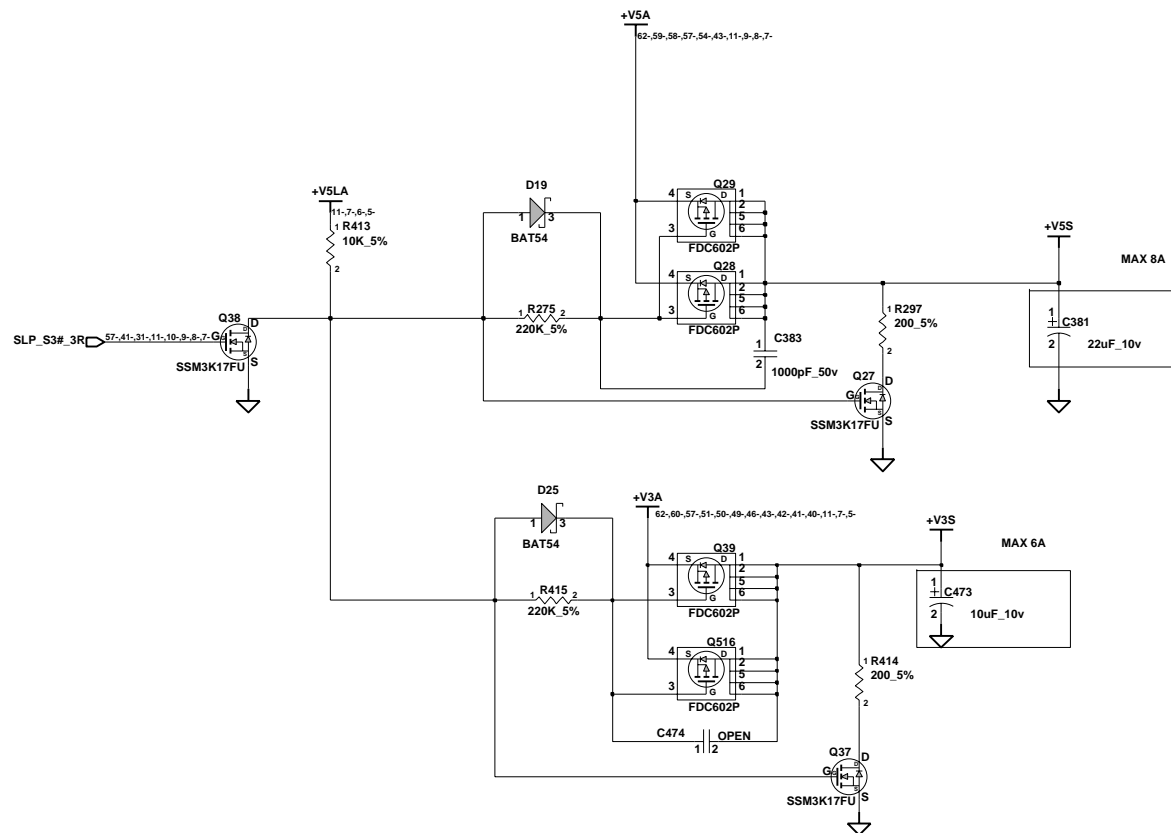 +V5A
62-,59-,58-,57-,54-,43-,11-,9-,8-,7-
Q29
4 S D 1
2
5
3 G 6
FDC602P
D19
1 3
BAT54
+V5LA
11-,7-,6-,5-
1 R413
10K_5%
2
+V5S
MAX 8A
Q28
4 S D 1
2
5
3 G 6
FDC602P
1 R275 2
220K_5%
1 R297
200_5%
2
1
+ C381
2 22uF_10v
Q38
D
SLP_S3#_3R 57-,41-,31-,11-,10-,9-,8-,7- G
S
SSM3K17FU
C383
1
2 1000pF_50v
Q27
D
G
S
SSM3K17FU
D25
1 3
BAT54
+V3A
62-,60-,57-,51-,50-,49-,46-,43-,42-,41-,40-,11-,7-,5-
+V3S
MAX 6A
Q39
4 S D 1
2
5
3 G 6
FDC602P
1 R415 2
220K_5%
1
+ C473
2 10uF_10v
Q516
4 S D 1
2
5
3 G 6
FDC602P
1 R414
200_5%
2
C474 OPEN
1 2
Q37
D
G
S
SSM3K17FU